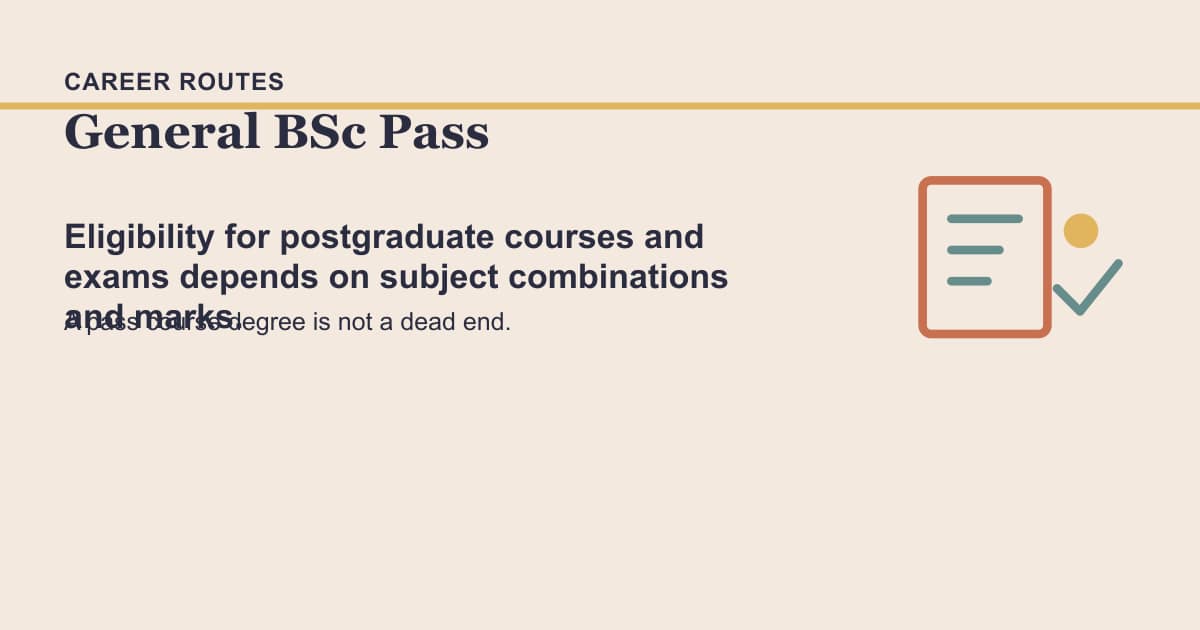 CAREER ROUTES
General BSc Pass
Eligibility for postgraduate courses and
exams depends on subject combinations
and marks.
A pass course degree is not a dead end.